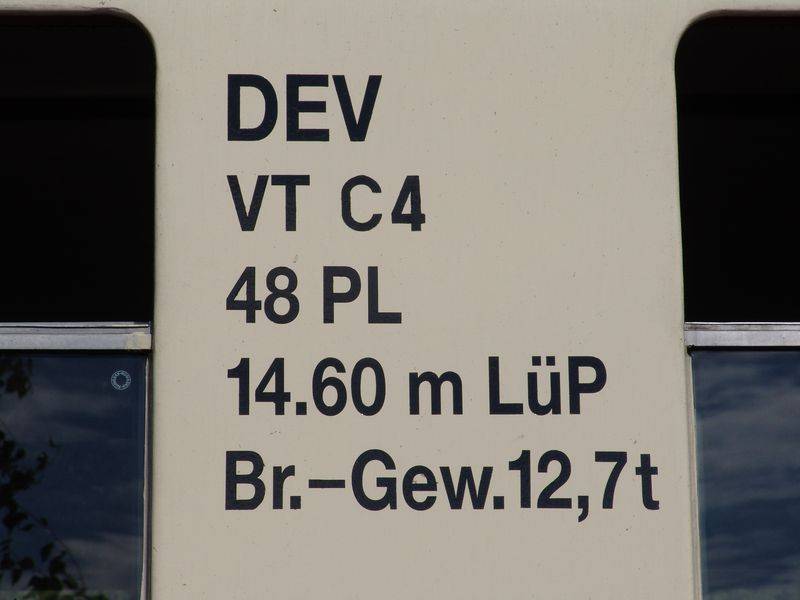 DEV
VT C4
48 PL
14.60 m LüP
Br.-Gew.12,7t